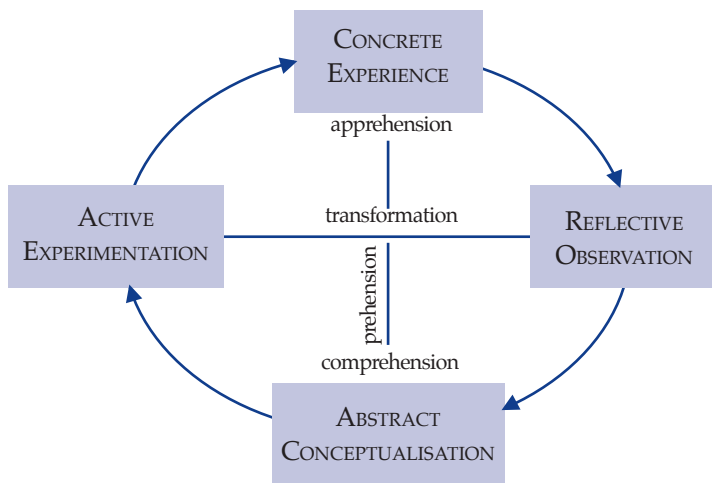 CONCRETE
EXPERIENCE
apprehension
ACTIVE
EXPERIMENTATION
transformation
REFLECTIVE
OBSERVATION
prehension
comprehension
ABSTRACT
CONCEPTUALISATION